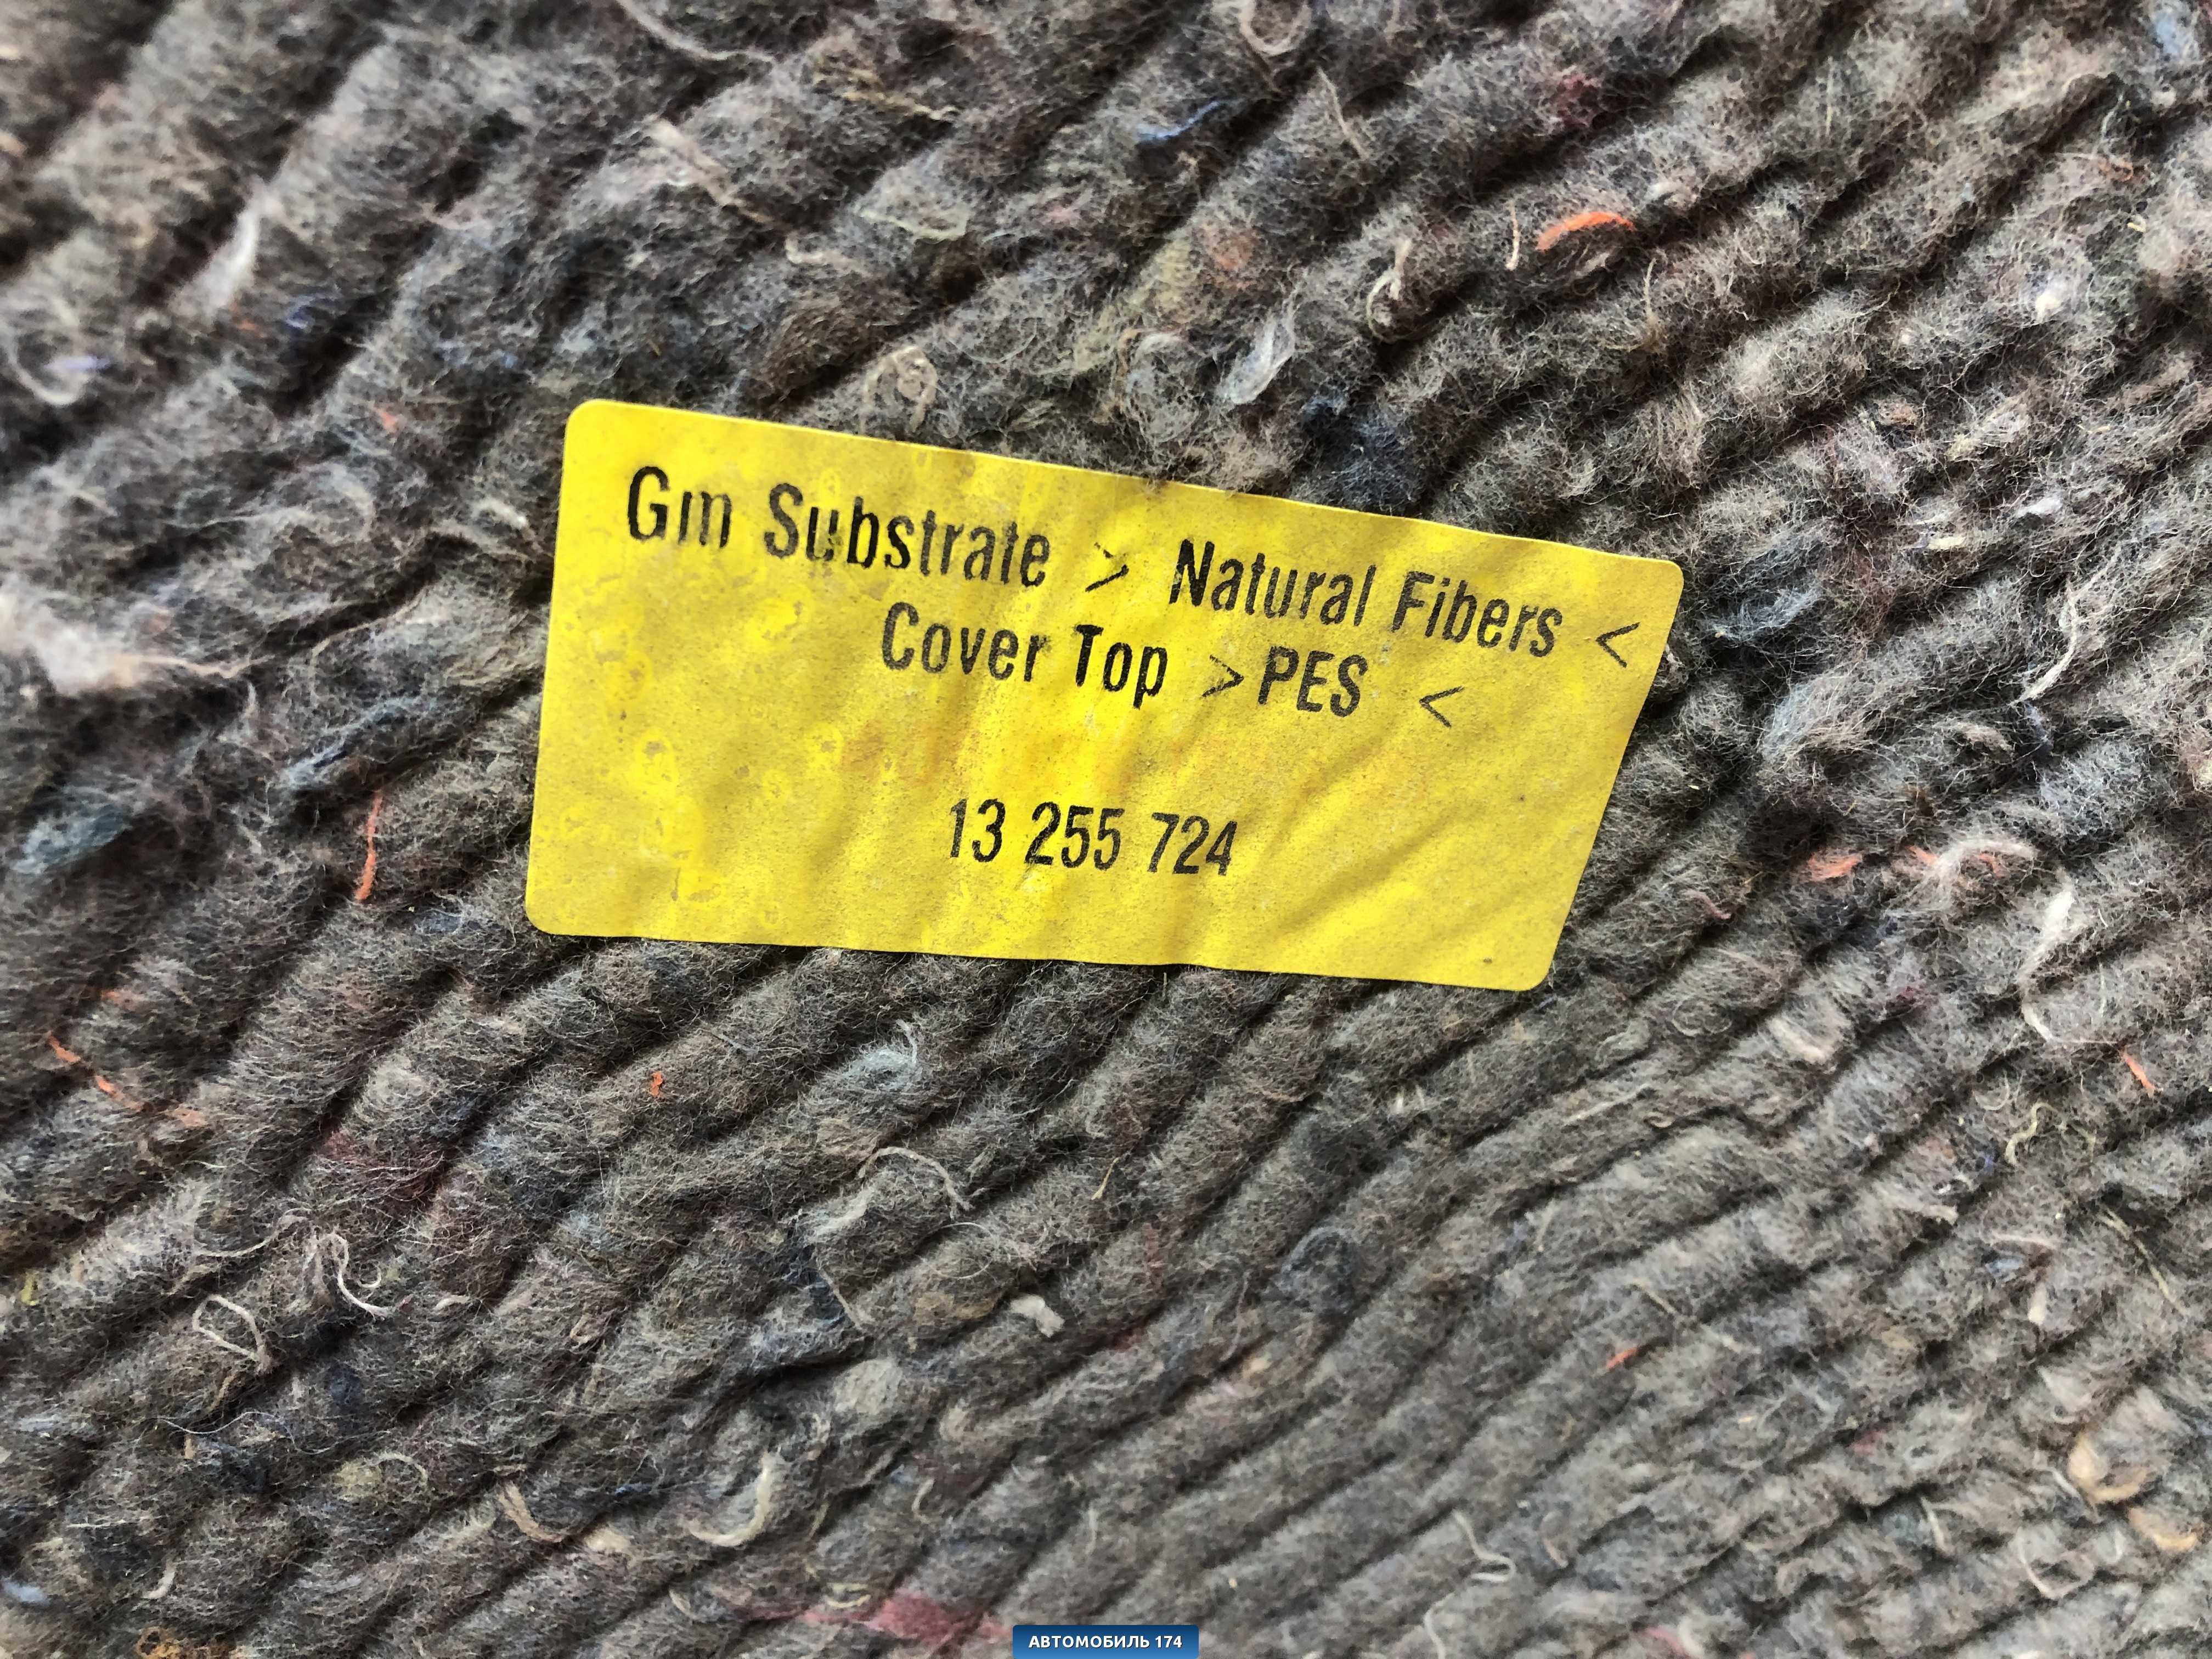 Gm Substrate > Natural Fibers <
Cover Top > PES <
13 255 724
АВТОМОБИЛЬ 174